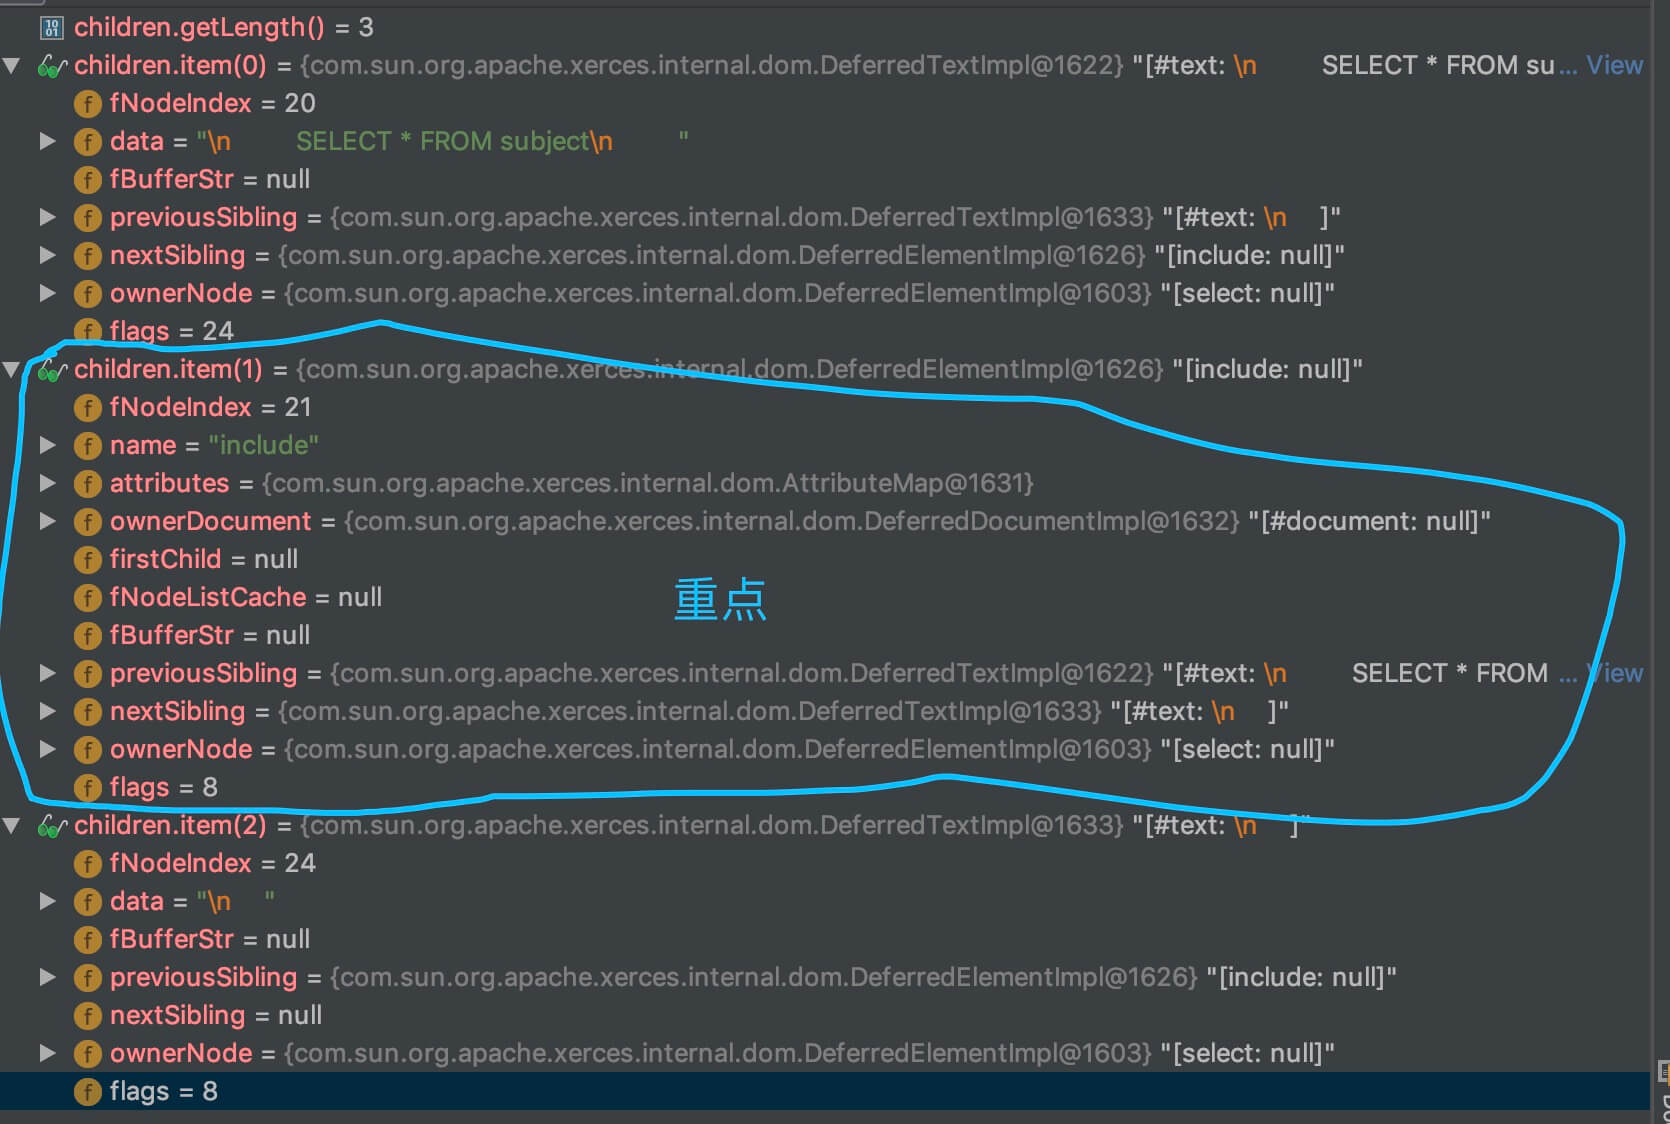 children.getLength() = 3
children.item(0) = {com.sun.org.apache.xerces.internal.dom.DeferredTextImpl@1622} "[#text: \n SELECT * FROM su... View
f fNodeIndex = 20
f data = "\n SELECT * FROM subject\n "
f fBufferStr = null
f previousSibling = {com.sun.org.apache.xerces.internal.dom.DeferredTextImpl@1633} "[#text: \n ]"
f nextSibling = {com.sun.org.apache.xerces.internal.dom.DeferredElementImpl@1626} "[include: null]"
f ownerNode = {com.sun.org.apache.xerces.internal.dom.DeferredElementImpl@1603} "[select: null]"
f flags = 24
children.item(1) = {com.sun.org.apache.xerces.internal.dom.DeferredElementImpl@1626} "[include: null]"
f fNodeIndex = 21
f name = "include"
f attributes = {com.sun.org.apache.xerces.internal.dom.AttributeMap@1631}
f ownerDocument = {com.sun.org.apache.xerces.internal.dom.DeferredDocumentImpl@1632} "[#document: null]"
f firstChild = null
f fNodeListCache = null
重点
f fBufferStr = null
f previousSibling = {com.sun.org.apache.xerces.internal.dom.DeferredTextImpl@1622} "[#text: \n SELECT * FROM ... View
f nextSibling = {com.sun.org.apache.xerces.internal.dom.DeferredTextImpl@1633} "[#text: \n ]"
f ownerNode = {com.sun.org.apache.xerces.internal.dom.DeferredElementImpl@1603} "[select: null]"
f flags = 8
children.item(2) = {com.sun.org.apache.xerces.internal.dom.DeferredTextImpl@1633} "[#text: \n ]"
f fNodeIndex = 24
f data = "\n "
f fBufferStr = null
f previousSibling = {com.sun.org.apache.xerces.internal.dom.DeferredElementImpl@1626} "[include: null]"
f nextSibling = null
f ownerNode = {com.sun.org.apache.xerces.internal.dom.DeferredElementImpl@1603} "[select: null]"
f flags = 8